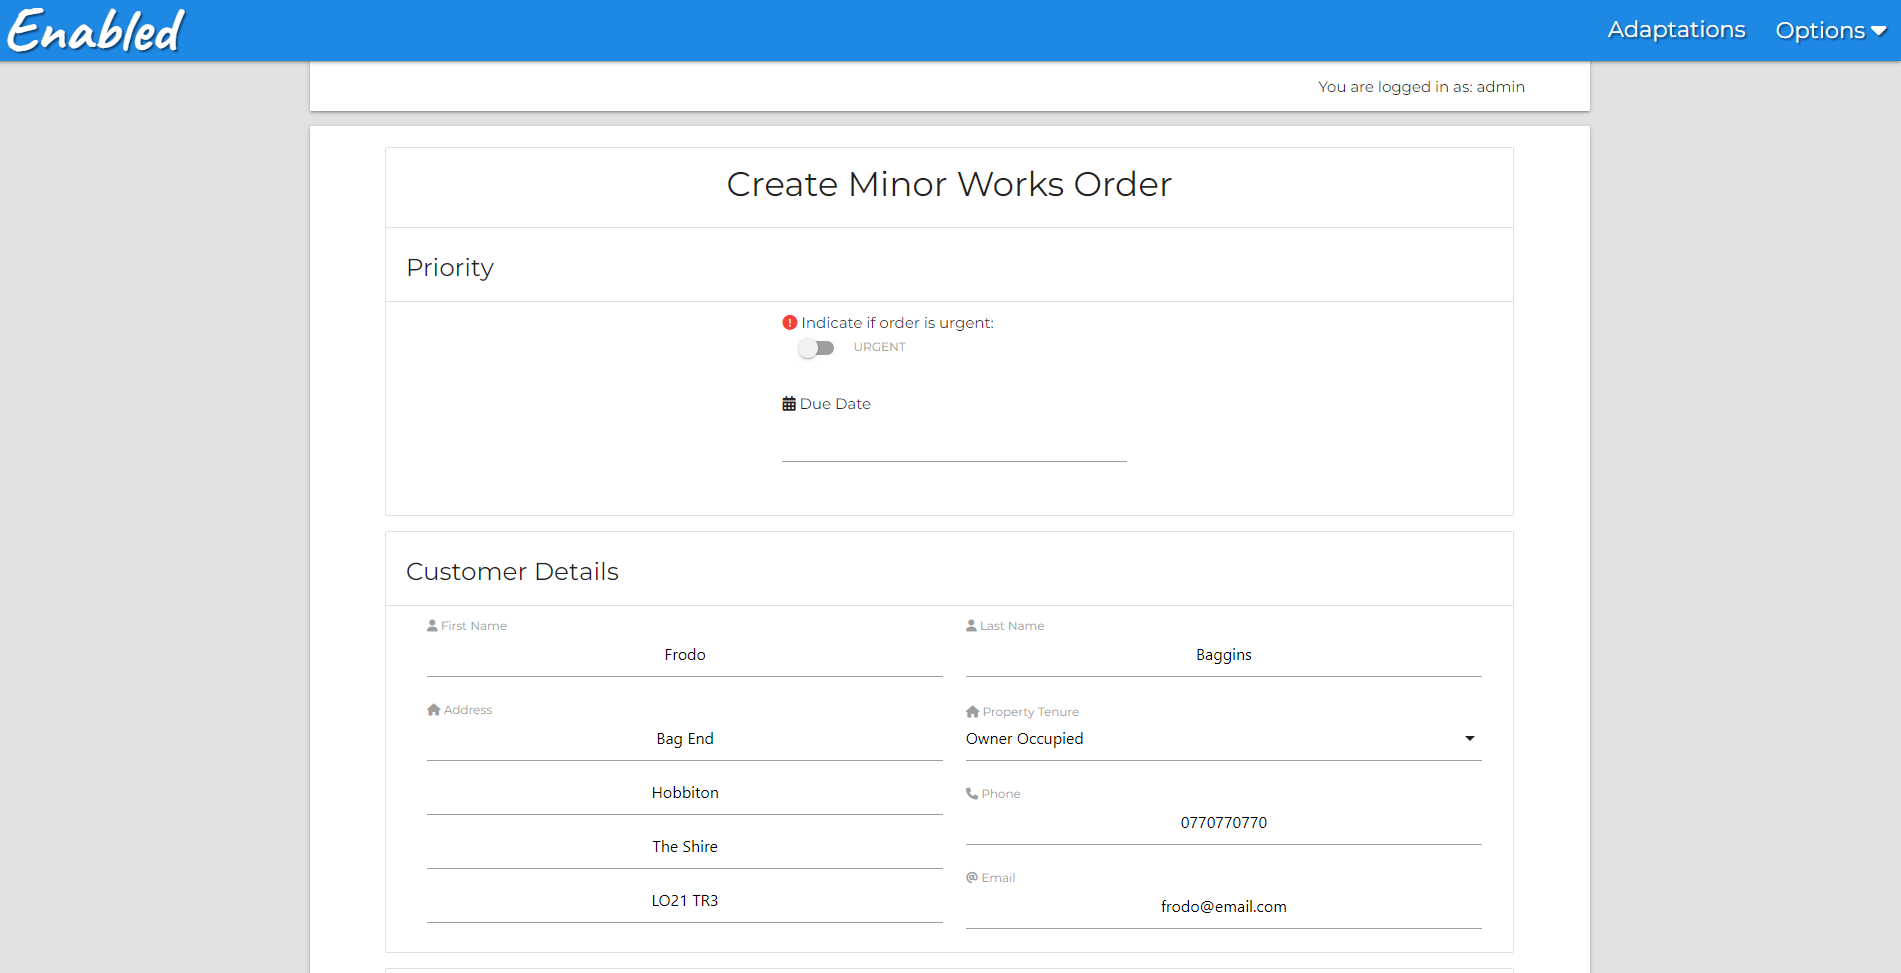 Enabled
Adaptations
Options
You are logged in as: admin
Create Minor Works Order
Priority
Indicate if order is urgent:
URGENT
Due Date
Customer Details
First Name
Frodo
Last Name
Baggins
Address
Bag End
Hobbiton
The Shire
LO21 TR3
Property Tenure
Owner Occupied
Phone
0770770770
Email
frodo@email.com